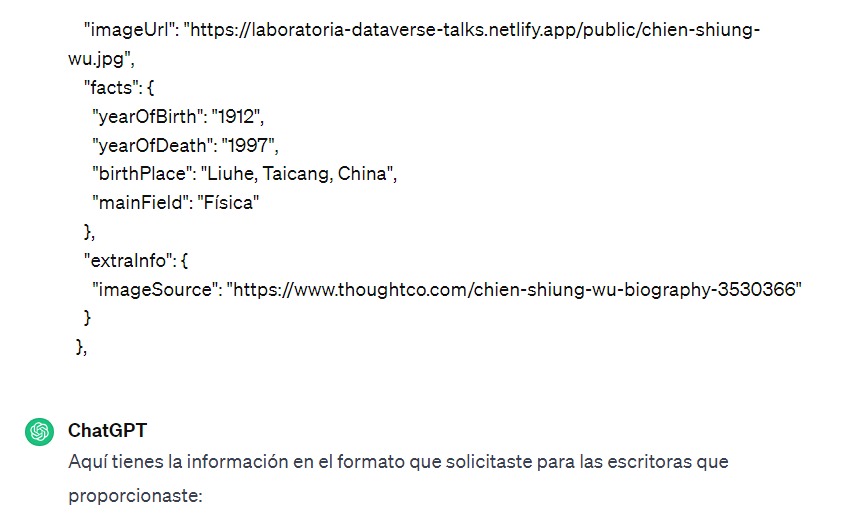 "imageUrl": "https://laboratoria-dataverse-talks.netlify.app/public/chien-shiung-
wu.jpg",
"facts": {
"yearOfBirth": "1912",
"yearOfDeath": "1997",
"birthPlace": "Liuhe, Taicang, China",
"mainField": "Física"
},
"extraInfo": {
"imageSource": "https://www.thoughtco.com/chien-shiung-wu-biography-3530366"
}
},
ChatGPT
Aquí tienes la información en el formato que solicitaste para las escritoras que
proporcionaste: